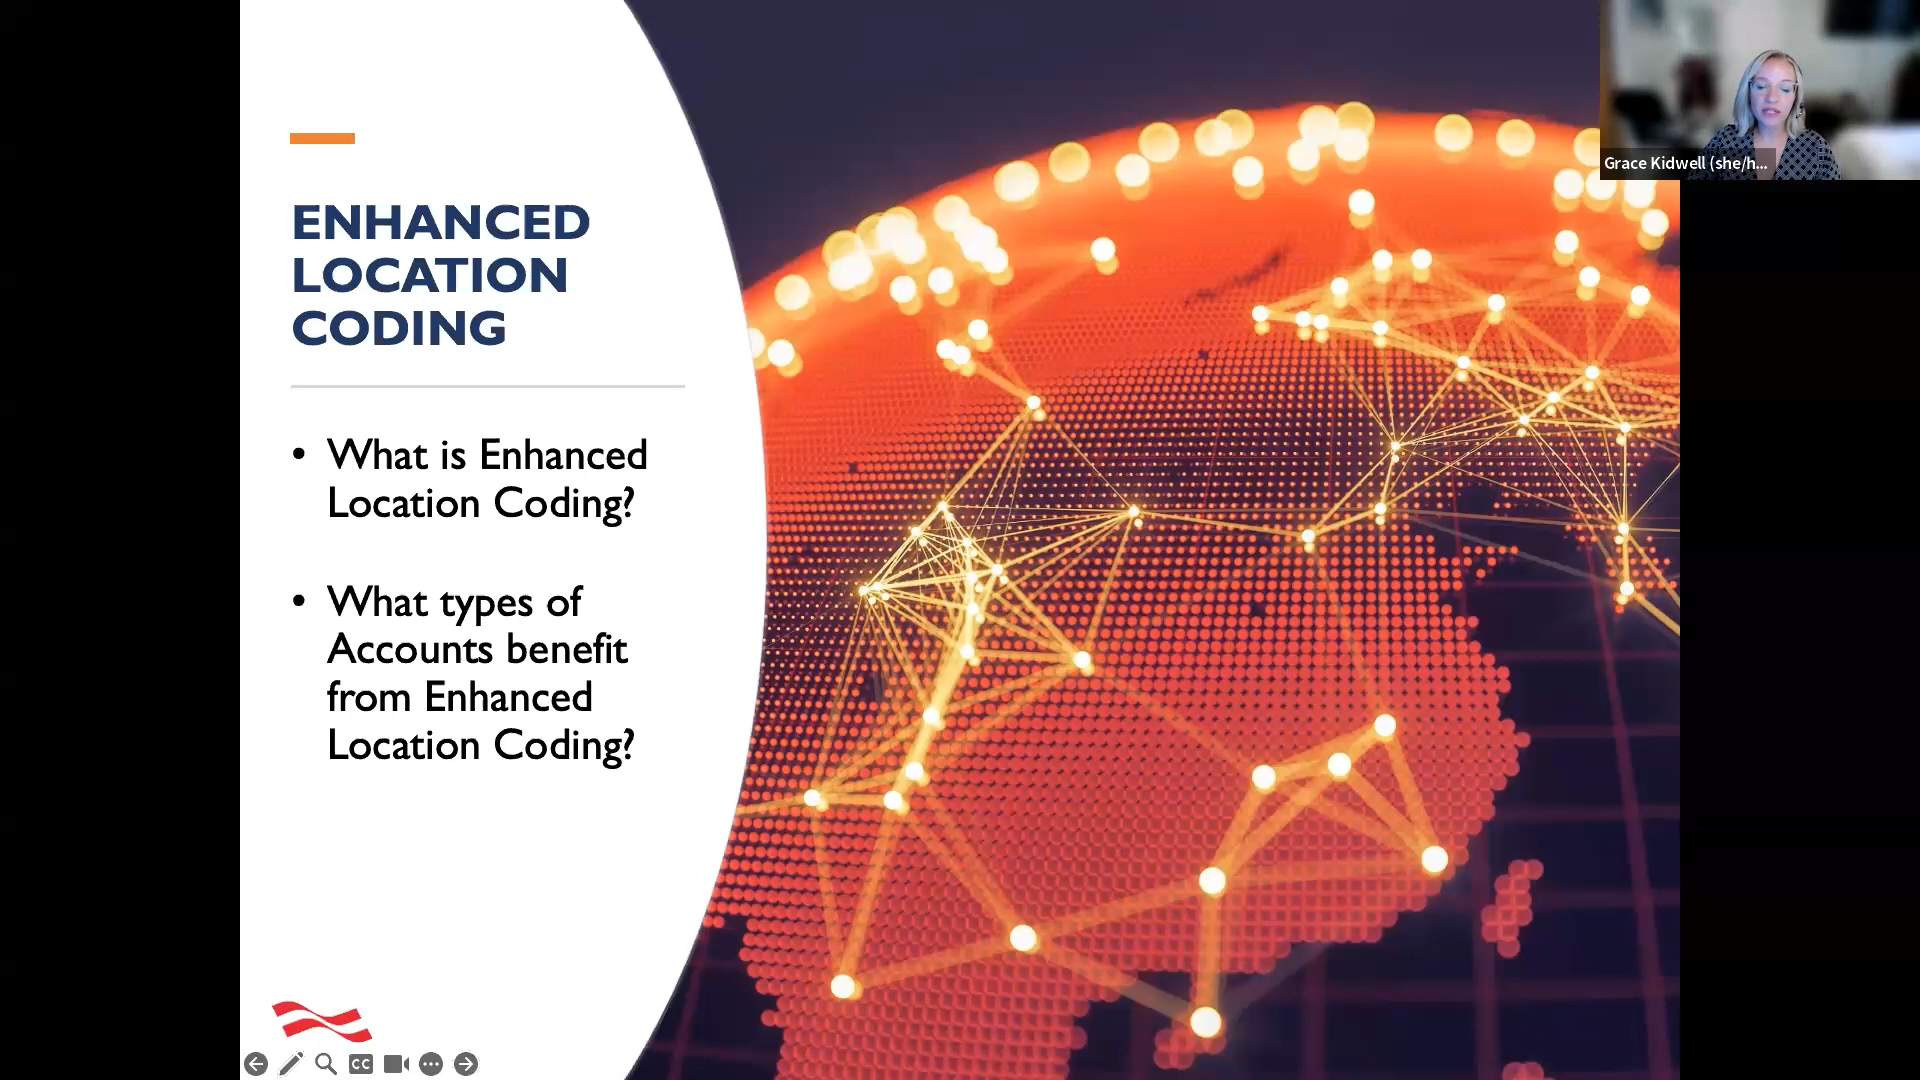 ENHANCED
LOCATION
CODING
• What is Enhanced
Location Coding?
• What types of
Accounts benefit
from Enhanced
Location Coding?
Grace Kidwell (she/h...
CC